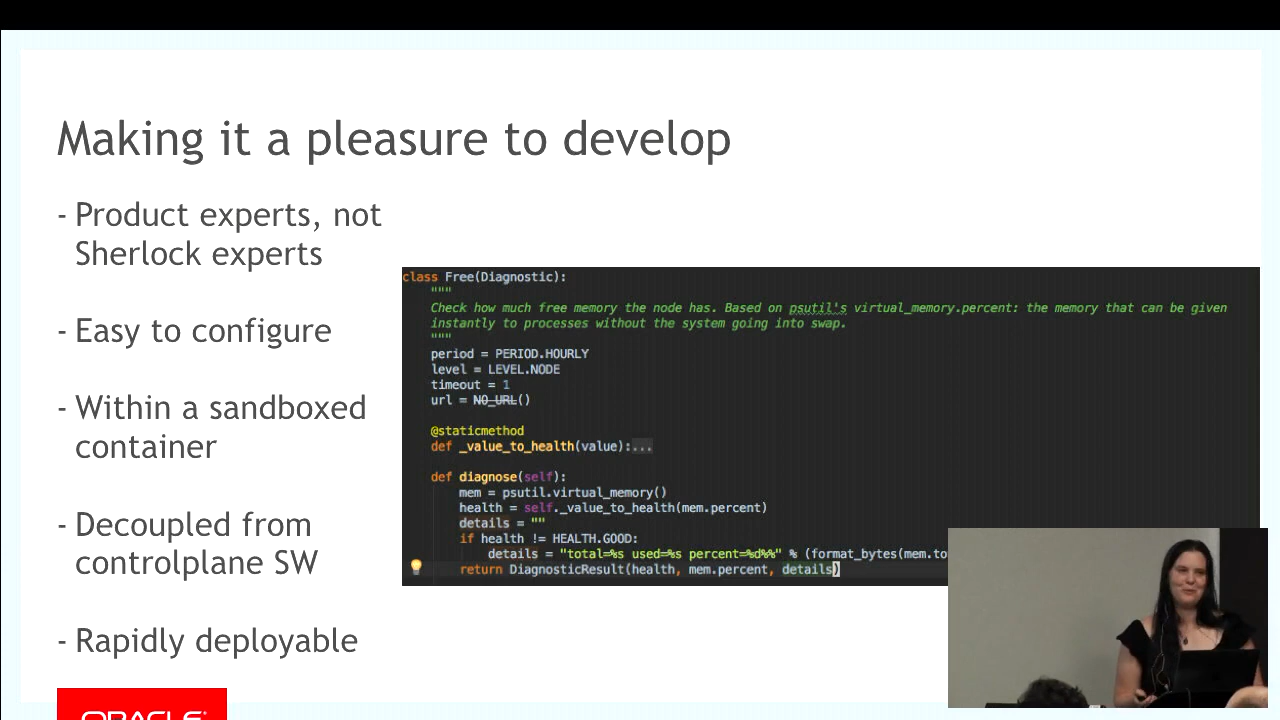 Making it a pleasure to develop
- Product experts, not
Sherlock experts
- Easy to configure
- Within a sandboxed
container
- Decoupled from
controlplane SW
- Rapidly deployable
class Free(Diagnostic):
"""
Check how much free memory the node has. Based on psutil's virtual_memory.percent: the memory that can be given
instantly to processes without the system going into swap.
"""
period = PERIOD.HOURLY
level = LEVEL.NODE
timeout = 1
url = NO_URL()
@staticmethod
def _value_to_health(value):...
def diagnose(self):
mem = psutil.virtual_memory()
health = self._value_to_health(mem.percent)
details = ""
if health != HEALTH.GOOD:
details = "total=%s used=%s percent=%d%%" % (format_bytes(mem.to
return DiagnosticResult(health, mem.percent, details)
ORACLE